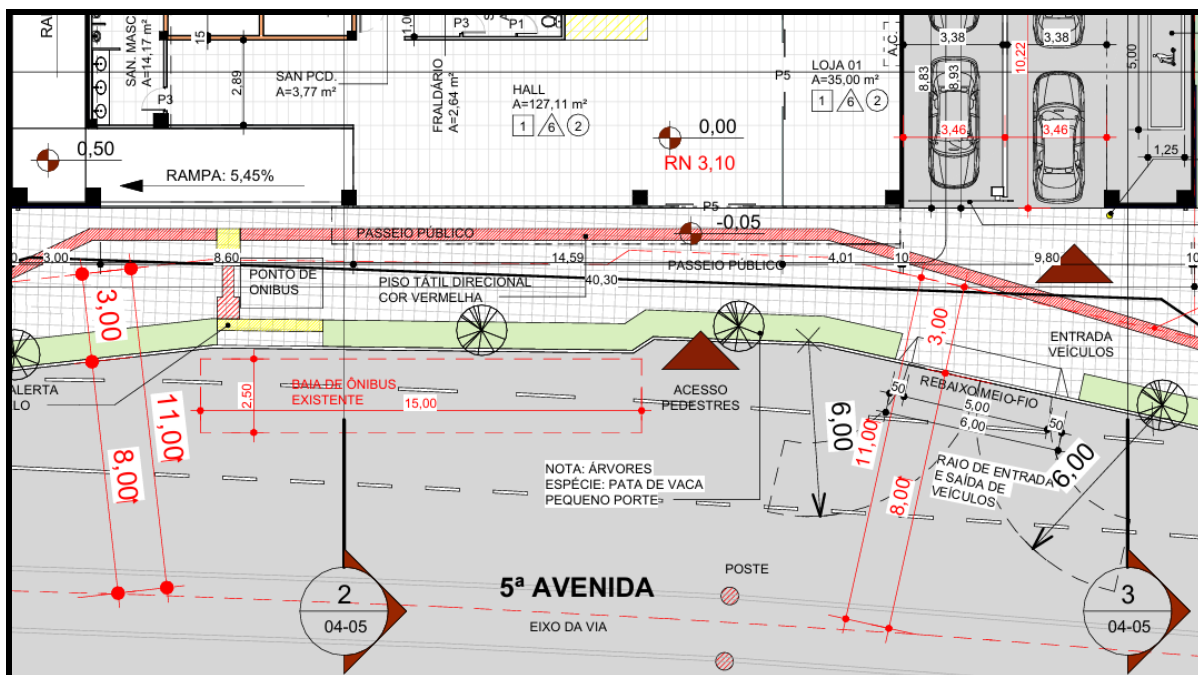 RA
SAN. MASC
A=14,17 m²
15
2,89
P3
SAN PCD.
A=3,77 m²
1,00
P3
P1
FRALDÁRIO
A=2,64 m²
HALL
A=127,11 m²
1 6 2
P5
LOJA 01
A=35,00 m²
1 6 2
A.C.
3,38
3,38
10,22
8,83
8,93
5,00
3,46
3,46
1,25
0,50
RAMPA: 5,45%
0,00
RN 3,10
P5
-0,05
PASSEIO PÚBLICO
PASSEIO PÚBLICO
3,00
8,60
14,59
4,01
10
9,80
10
40,30
PONTO DE
ONIBUS
PISO TÁTIL DIRECIONAL
COR VERMELHA
3,00
3,00
ENTRADA
VEÍCULOS
ALERTA
LO
BAIA DE ÔNIBUS
EXISTENTE
2,50
15,00
ACESSO
PEDESTRES
REBAIXO MEIO-FIO
50
5,00
50
6,00
6,00
6,00
11,00
8,00
11,00
8,00
NOTA: ÁRVORES
ESPÉCIE: PATA DE VACA
PEQUENO PORTE
RAIO DE ENTRADA
E SAÍDA DE
VEÍCULOS
POSTE
5ª AVENIDA
EIXO DA VIA
2
04-05
3
04-05